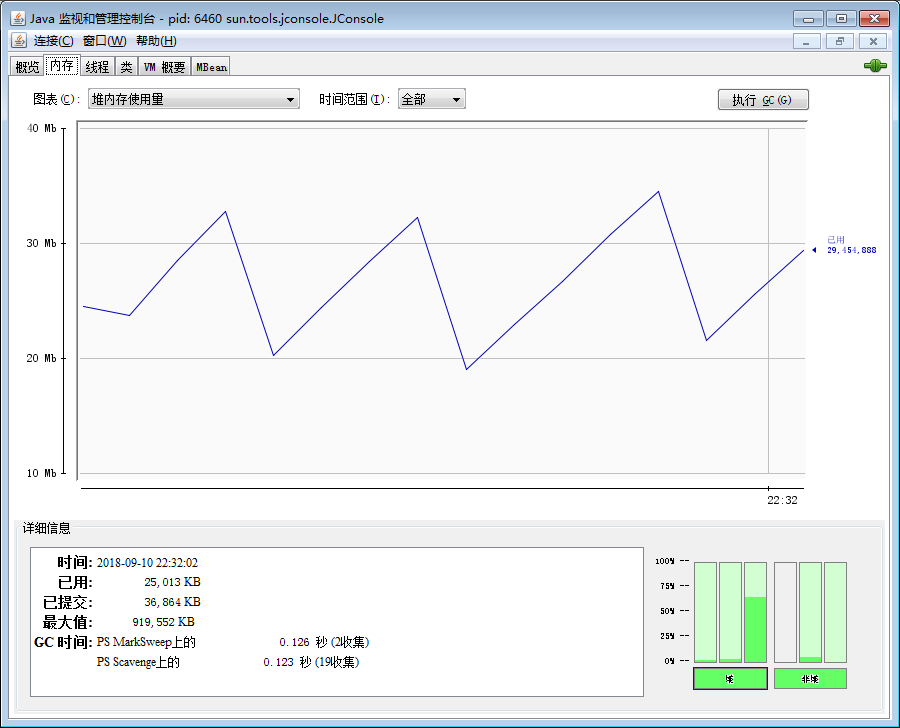 Java 监视和管理控制台 - pid: 6460 sun.tools.jconsole.JConsole
连接(C) 窗口(W) 帮助(H)
概览 内存 线程 类 VM 概要 MBean
图表(C): 堆内存使用量 时间范围(I): 全部 执行 GC(G)
40 Mb
30 Mb
20 Mb
10 Mb
已用
29,454,888
22:32
详细信息
时间: 2018-09-10 22:32:02
已用: 25,013 KB
已提交: 36,864 KB
最大值: 919,552 KB
GC 时间: PS MarkSweep上的 0.126 秒 (2收集)
PS Scavenge上的 0.123 秒 (19收集)
100%
75%
50%
25%
0%
堆 非堆